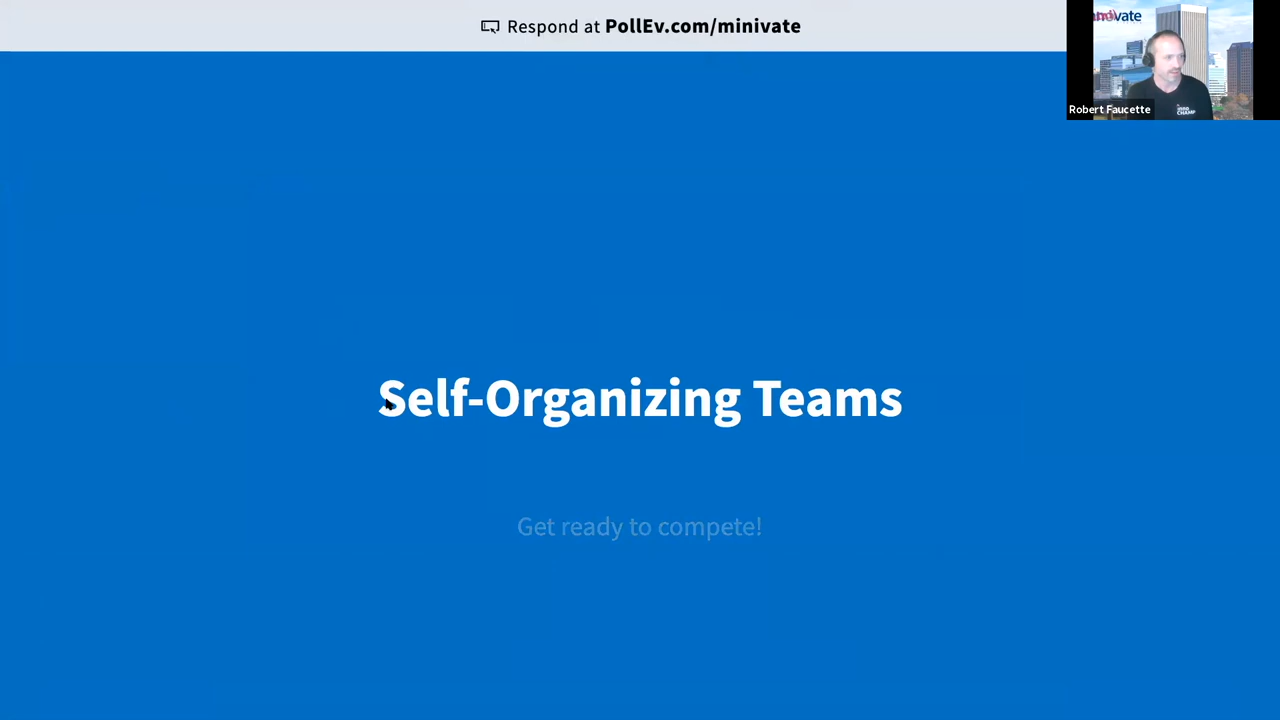 Respond at PollEv.com/minivate
Robert Faucette
Self-Organizing Teams
Get ready to compete!